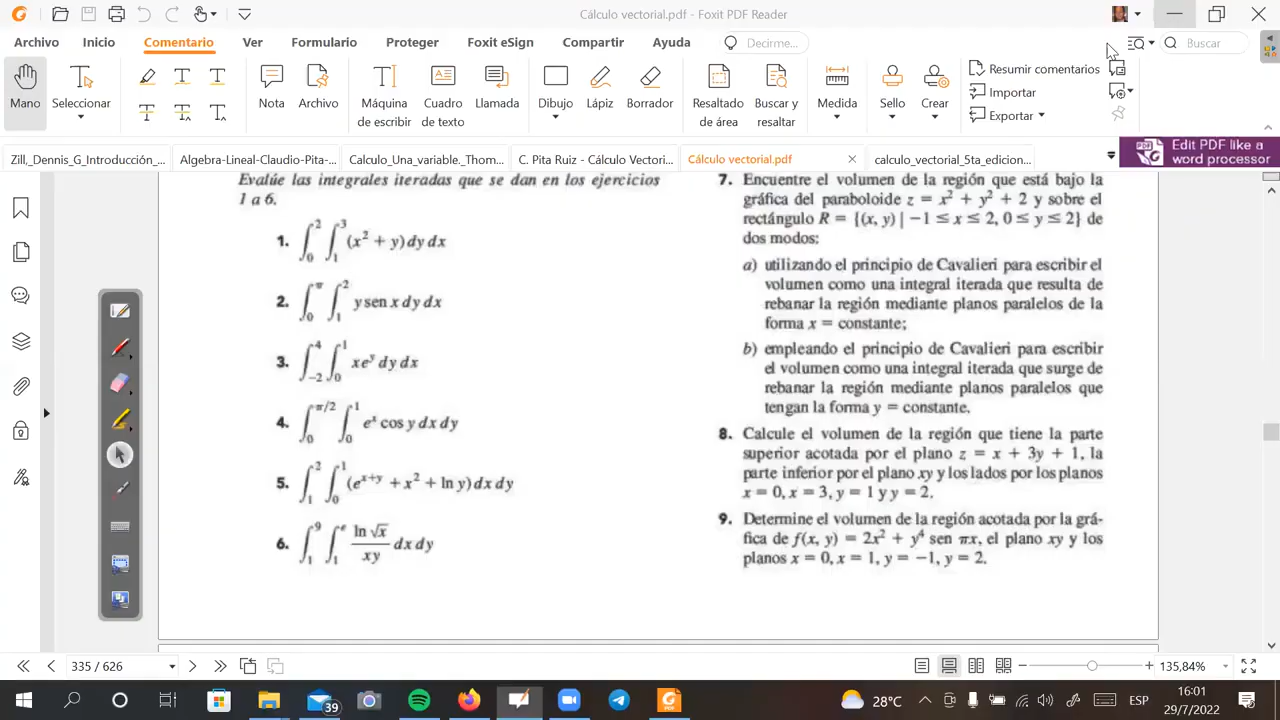 Cálculo vectorial.pdf - Foxit PDF Reader
Archivo Inicio Comentario Ver Formulario Proteger Foxit eSign Compartir Ayuda Decirme... Buscar
Mano Seleccionar Nota Archivo Máquina de escribir Cuadro de texto Llamada Dibujo Lápiz Borrador Resaltado de área Buscar y resaltar Medida Sello Crear
Resumir comentarios
Importar
Exportar
Zill,_Dennis_G_Introducción_... Algebra-Lineal-Claudio-Pita-... Calculo_Una_variable._Thom... C. Pita Ruiz - Cálculo Vectori... Cálculo vectorial.pdf calculo_vectorial_5ta_edicion...
Edit PDF like a
word processor
Evalúe las integrales iteradas que se dan en los ejercicios
1 a 6.
1. ∫₀² ∫₁³ (x² + y) dy dx
2. ∫₀^π ∫₁² y sen x dy dx
3. ∫₋₂⁴ ∫₀¹ xe^y dy dx
4. ∫₀^(π/2) ∫₀¹ e^x cos y dx dy
5. ∫₁² ∫₀¹ (e^(x+y) + x² + ln y) dx dy
6. ∫₁⁹ ∫₁^e (ln √x)/(xy) dx dy
7. Encuentre el volumen de la región que está bajo la
gráfica del paraboloide z = x² + y² + 2 y sobre el
rectángulo R = {(x, y) | −1 ≤ x ≤ 2, 0 ≤ y ≤ 2} de
dos modos:
a) utilizando el principio de Cavalieri para escribir el
volumen como una integral iterada que resulta de
rebanar la región mediante planos paralelos de la
forma x = constante;
b) empleando el principio de Cavalieri para escribir
el volumen como una integral iterada que surge de
rebanar la región mediante planos paralelos que
tengan la forma y = constante.
8. Calcule el volumen de la región que tiene la parte
superior acotada por el plano z = x + 3y + 1, la
parte inferior por el plano xy y los lados por los planos
x = 0, x = 3, y = 1 y y = 2.
9. Determine el volumen de la región acotada por la grá-
fica de f(x, y) = 2x² + y⁴ sen πx, el plano xy y los
planos x = 0, x = 1, y = −1, y = 2.
335 / 626
135,84%
39
28°C
ESP
16:01
29/7/2022